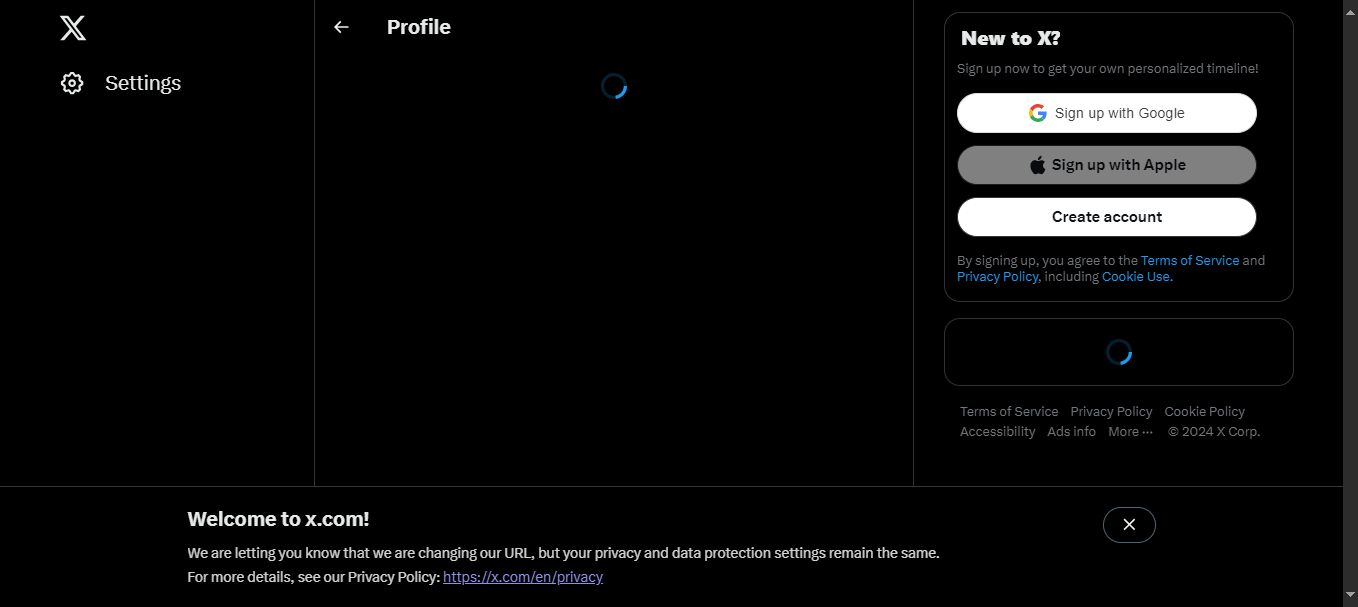 Settings
Profile
New to X?
Sign up now to get your own personalized timeline!
Sign up with Google
Sign up with Apple
Create account
By signing up, you agree to the Terms of Service and
Privacy Policy, including Cookie Use.
Terms of Service Privacy Policy Cookie Policy
Accessibility Ads info More ··· © 2024 X Corp.
Welcome to x.com!
We are letting you know that we are changing our URL, but your privacy and data protection settings remain the same.
For more details, see our Privacy Policy: https://x.com/en/privacy